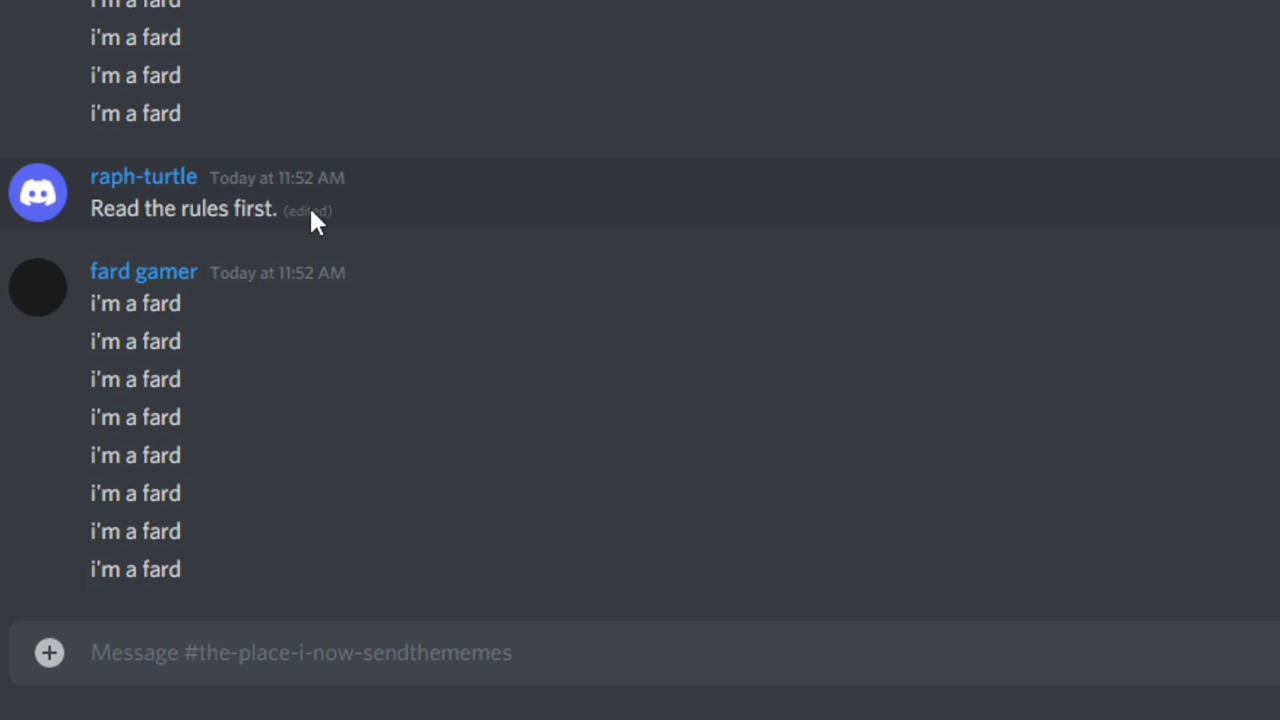 i'm a fard
i'm a fard
i'm a fard
i'm a fard
raph-turtle Today at 11:52 AM
Read the rules first. (edited)
fard gamer Today at 11:52 AM
i'm a fard
i'm a fard
i'm a fard
i'm a fard
i'm a fard
i'm a fard
i'm a fard
i'm a fard
Message #the-place-i-now-sendthememes